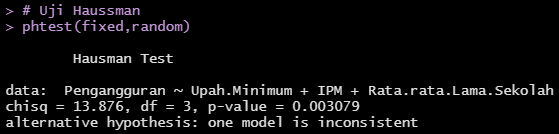 > # Uji Haussman
> phtest(fixed,random)
Hausman Test
data:  Pengangguran ~ Upah.Minimum + IPM + Rata.rata.Lama.Sekolah
chisq = 13.876, df = 3, p-value = 0.003079
alternative hypothesis: one model is inconsistent